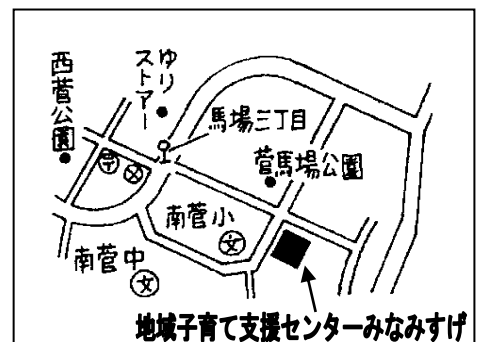 西菅公園
ゆり
ストアー
馬場三丁目
菅馬場公園
南菅小
文
南菅中
文
地域子育て支援センターみなみすげ